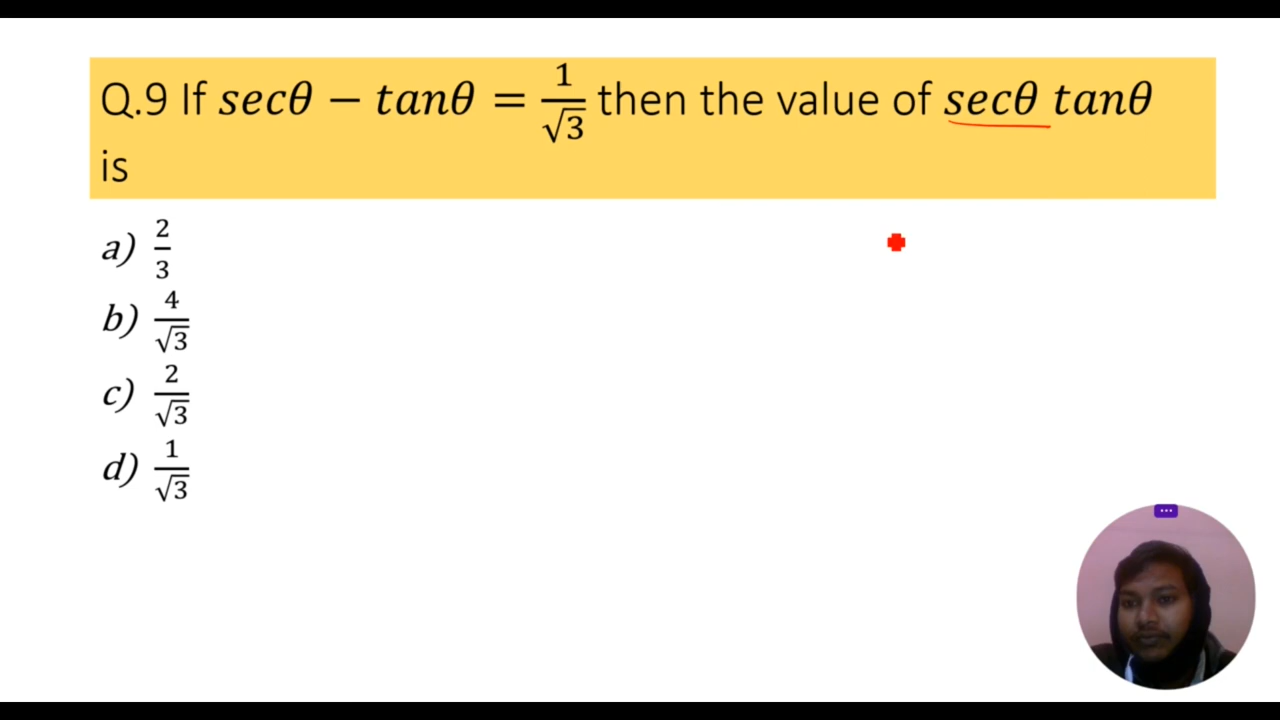 Q.9 If secθ − tanθ = 1/√3 then the value of secθ tanθ
is
a) 2/3
b) 4/√3
c) 2/√3
d) 1/√3